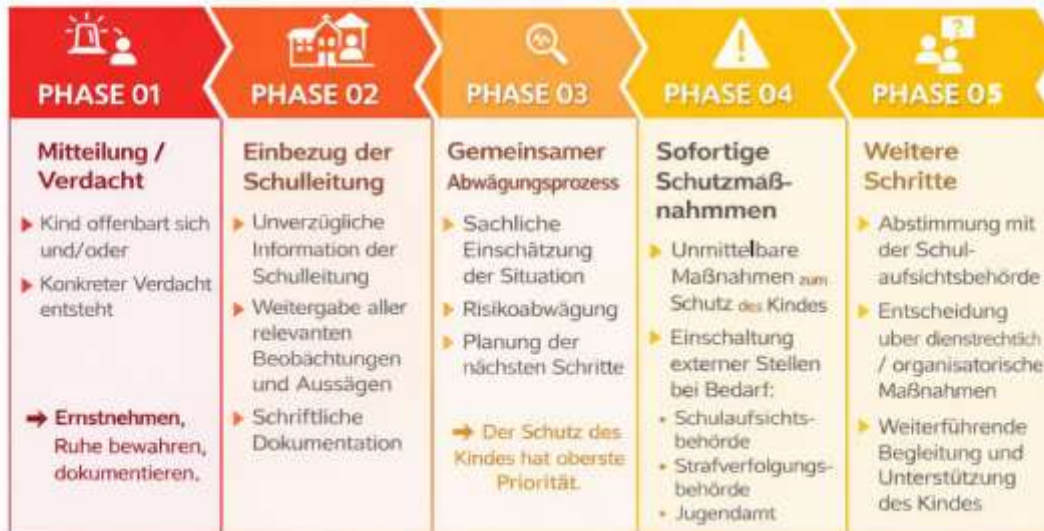 PHASE 01
Mitteilung /
Verdacht
Kind offenbart sich
und/oder
Konkreter Verdacht
entsteht
➡ Ernstnehmen,
Ruhe bewahren,
dokumentieren.
PHASE 02
Einbezug der
Schulleitung
Unverzügliche
Information der
Schulleitung
Weitergabe aller
relevanten
Beobächtungen
und Aussägen
Schriftliche
Dokumentation
PHASE 03
Gemeinsamer
Abwägungsprozess
Sachliche
Einschätzung
der Situation
Risikoabwägung
Planung der
nächsten Schritte
➡ Der Schutz des
Kindes hat oberste
Priorität.
PHASE 04
Sofortige
Schutzmaß-
nahmmen
Unmittelbare
Maßnahmen zum
Schutz des Kindes
Einschaltung
externer Stellen
bei Bedarf:
• Schulaufsichts-
behörde
• Strafverfolgungs-
behörde
• Jugendamt
PHASE 05
?
Weitere
Schritte
Abstimmung mit
der Schul-
aufsichtsbehörde
Entscheidung
uber dienstrechtlich
/ organisatorische
Maßnahmen
Weiterführende
Begleitung und
Unterstützung
des Kindes